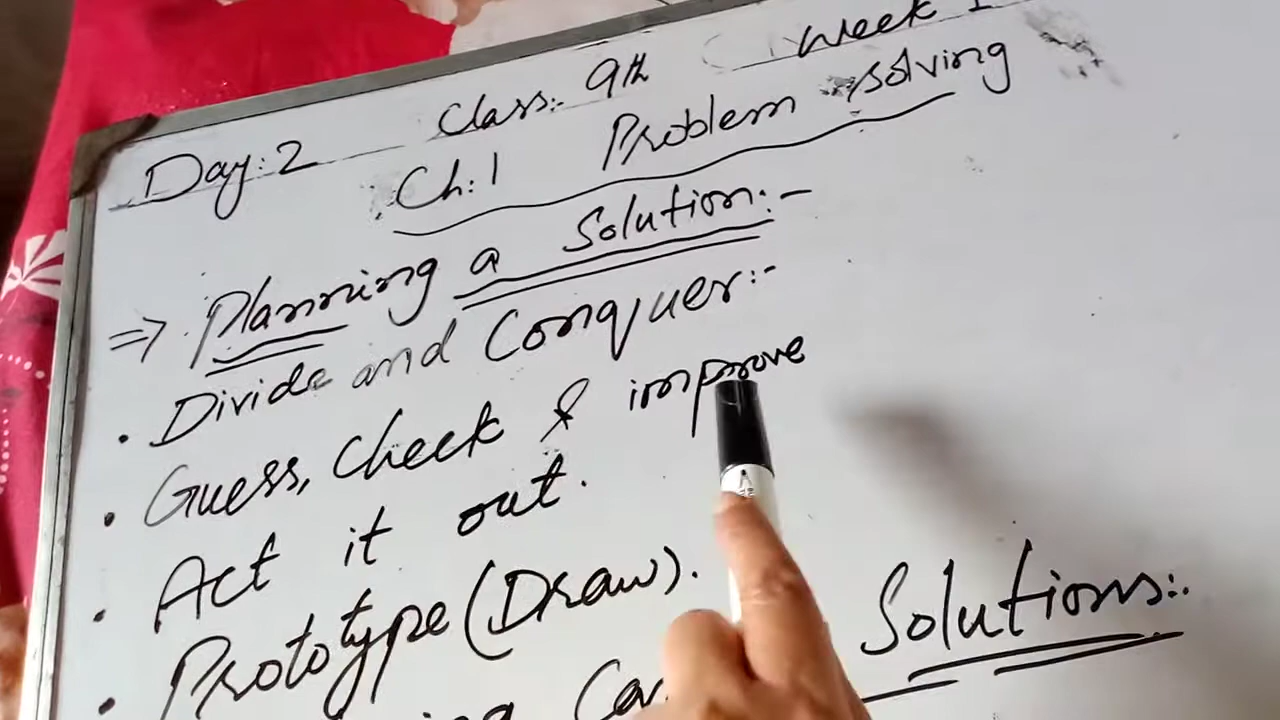 Week 1
Day: 2 Class:- 9th
Ch:1 Problem solving
=> Planning a Solution:-
• Divide and Conquer:-
• Guess, Check & improve
• Act it out.
• Prototype (Draw).
Solutions:.